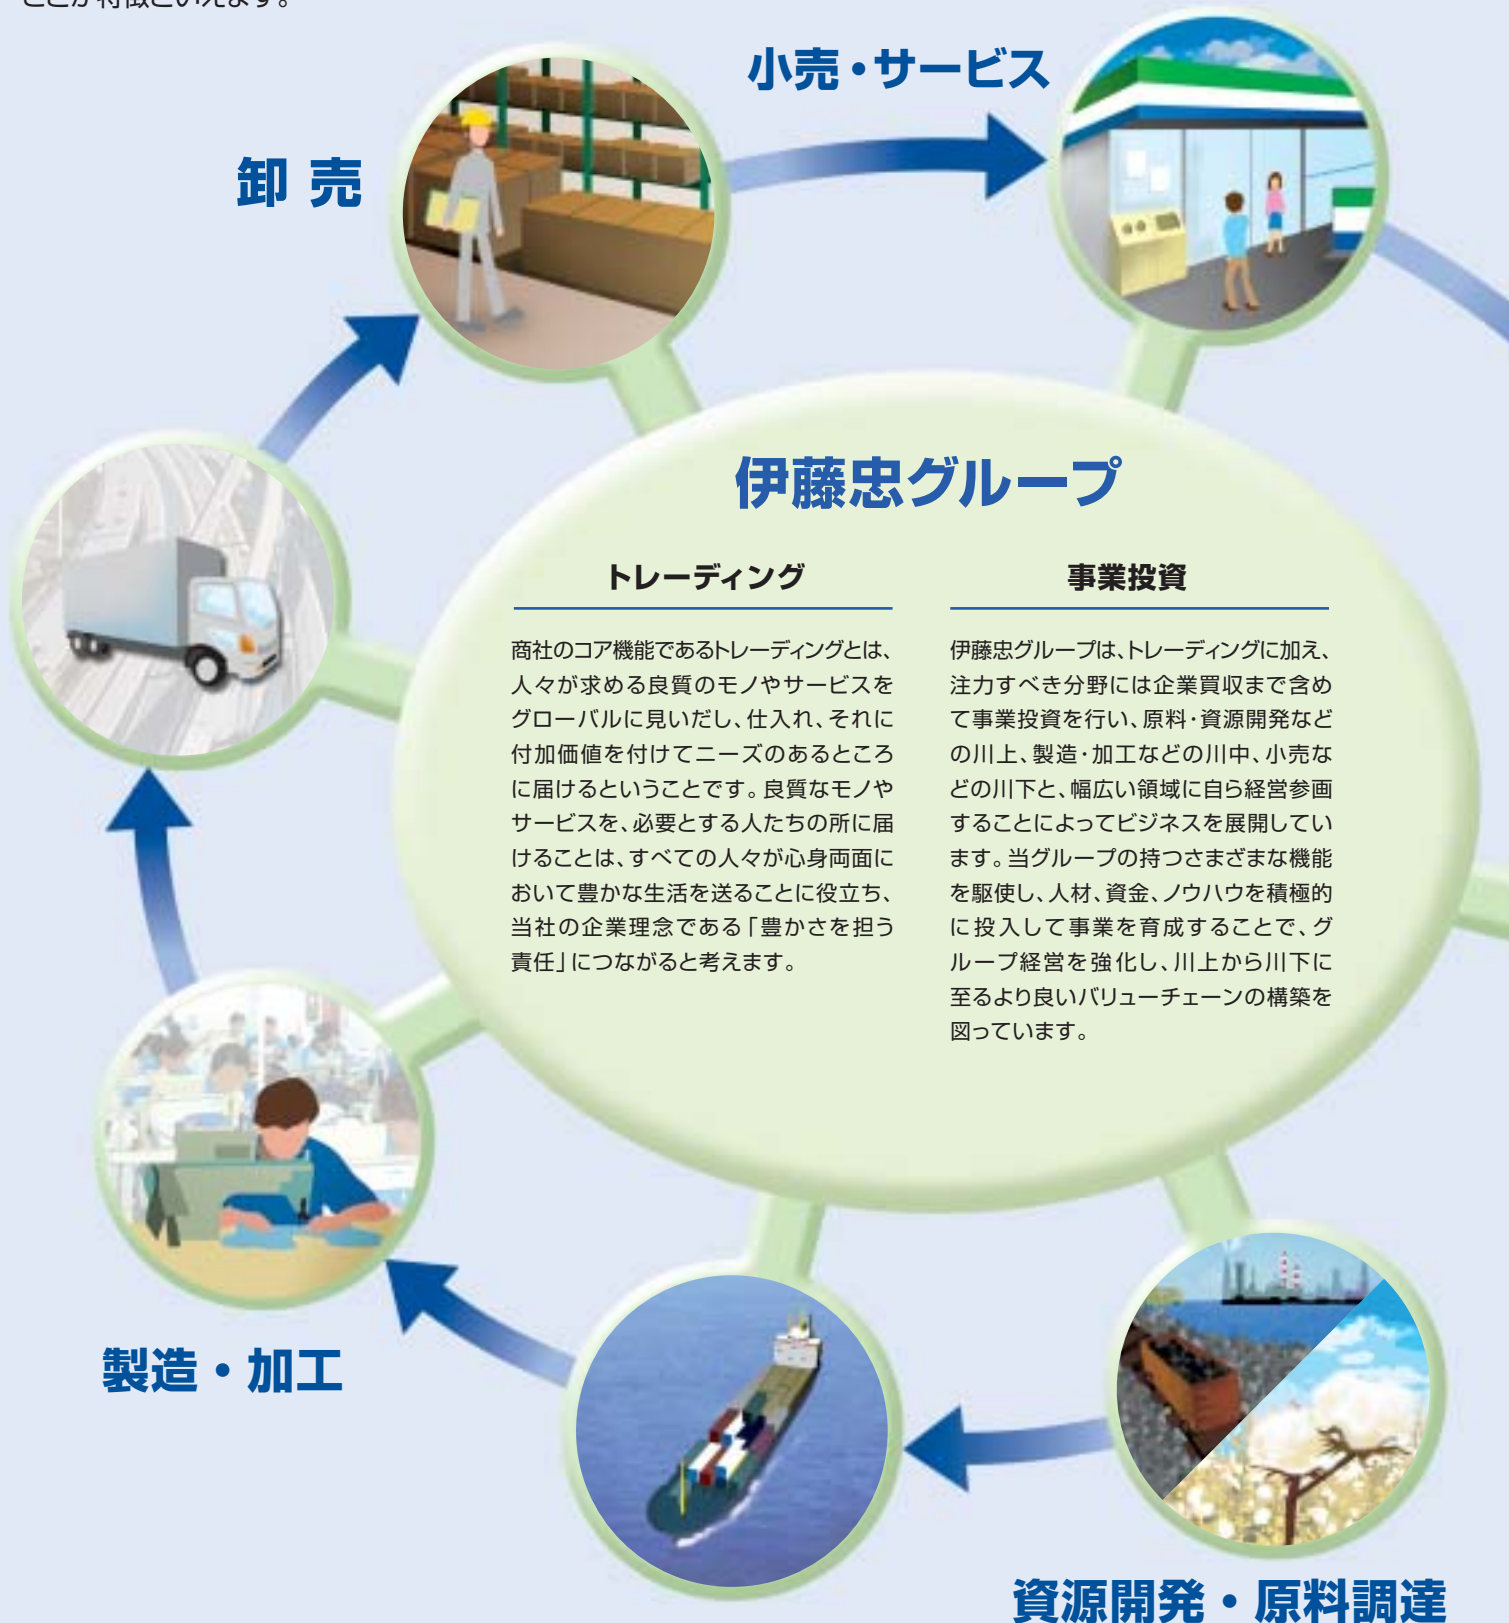 ことが特徴といえます。
小売・サービス
卸 売
伊藤忠グループ
トレーディング
商社のコア機能であるトレーディングとは、
人々が求める良質のモノやサービスを
グローバルに見いだし、仕入れ、それに
付加価値を付けてニーズのあるところ
に届けるということです。良質なモノや
サービスを、必要とする人たちの所に届
けることは、すべての人々が心身両面に
おいて豊かな生活を送ることに役立ち、
当社の企業理念である「豊かさを担う
責任」につながると考えます。
事業投資
伊藤忠グループは、トレーディングに加え、
注力すべき分野には企業買収まで含め
て事業投資を行い、原料・資源開発など
の川上、製造・加工などの川中、小売な
どの川下と、幅広い領域に自ら経営参画
することによってビジネスを展開してい
ます。当グループの持つさまざまな機能
を駆使し、人材、資金、ノウハウを積極的
に投入して事業を育成することで、グ
ループ経営を強化し、川上から川下に
至るより良いバリューチェーンの構築を
図っています。
製造・加工
資源開発・原料調達